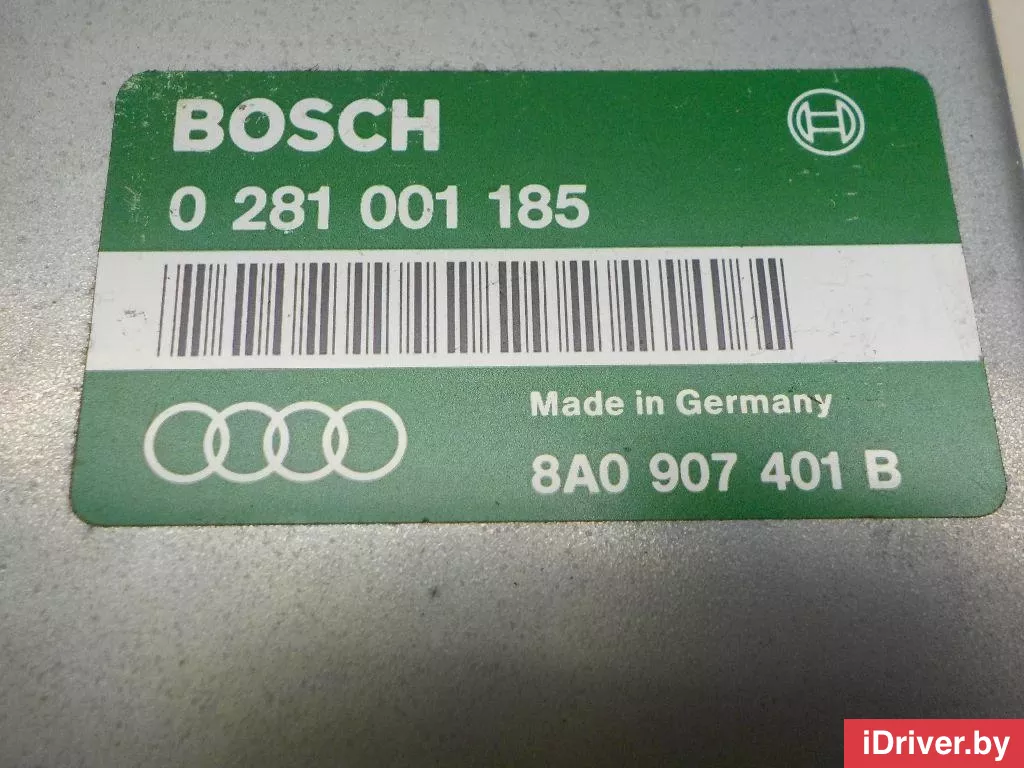 BOSCH
0 281 001 185
Made in Germany
8A0 907 401 B
iDriver.by